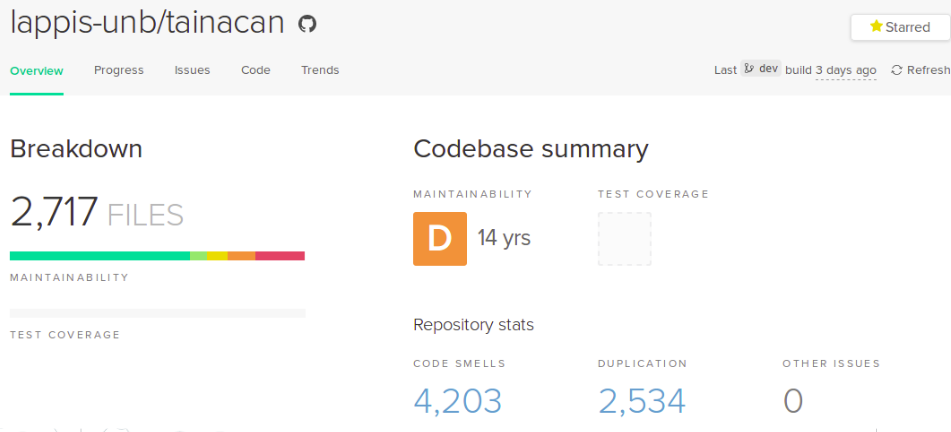 lappis-unb/tainacan
Starred
Overview Progress Issues Code Trends
Last dev build 3 days ago Refresh
Breakdown
2,717 FILES
MAINTAINABILITY
TEST COVERAGE
Codebase summary
MAINTAINABILITY TEST COVERAGE
D 14 yrs
Repository stats
CODE SMELLS DUPLICATION OTHER ISSUES
4,203 2,534 0